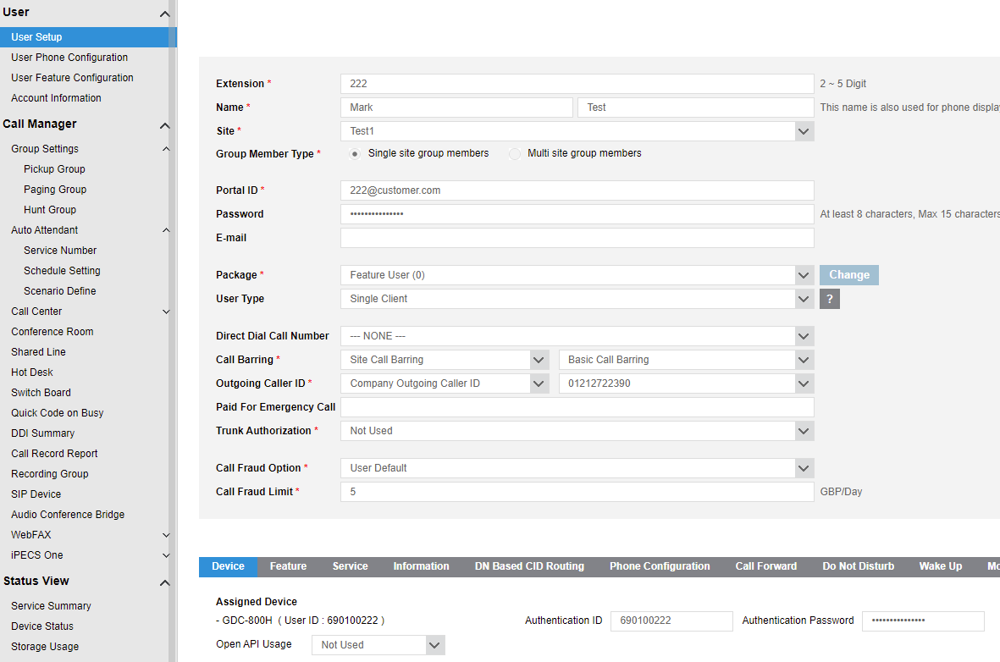 User
User Setup
User Phone Configuration
User Feature Configuration
Account Information
Call Manager
Group Settings
Pickup Group
Paging Group
Hunt Group
Auto Attendant
Service Number
Schedule Setting
Scenario Define
Call Center
Conference Room
Shared Line
Hot Desk
Switch Board
Quick Code on Busy
DDI Summary
Call Record Report
Recording Group
SIP Device
Audio Conference Bridge
WebFAX
iPECS One
Status View
Service Summary
Device Status
Storage Usage
Extension * 222 2 ~ 5 Digit
Name * Mark Test This name is also used for phone displa
Site * Test1
Group Member Type * Single site group members Multi site group members
Portal ID * 222@customer.com
Password ••••••••••••••• At least 8 characters, Max 15 characters
E-mail
Package * Feature User (0) Change
User Type Single Client ?
Direct Dial Call Number --- NONE ---
Call Barring * Site Call Barring Basic Call Barring
Outgoing Caller ID * Company Outgoing Caller ID 01212722390
Paid For Emergency Call
Trunk Authorization * Not Used
Call Fraud Option * User Default
Call Fraud Limit * 5 GBP/Day
Device Feature Service Information DN Based CID Routing Phone Configuration Call Forward Do Not Disturb Wake Up Mo
Assigned Device
- GDC-800H ( User ID : 690100222 ) Authentication ID 690100222 Authentication Password •••••••••••••••
Open API Usage Not Used